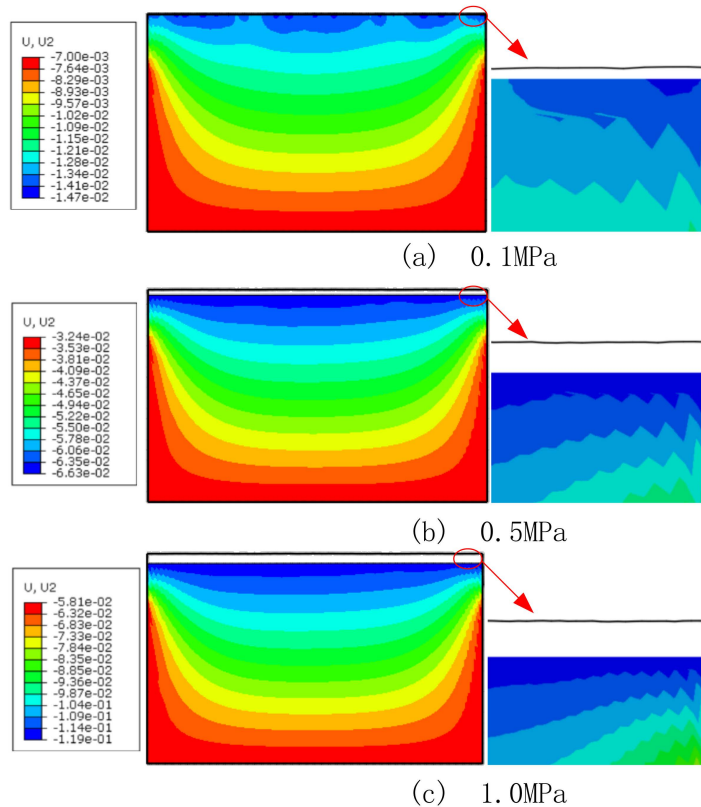 U, U2
-7.00e-03
-7.64e-03
-8.29e-03
-8.93e-03
-9.57e-03
-1.02e-02
-1.09e-02
-1.15e-02
-1.21e-02
-1.28e-02
-1.34e-02
-1.41e-02
-1.47e-02
(a) 0.1MPa
U, U2
-3.24e-02
-3.53e-02
-3.81e-02
-4.09e-02
-4.37e-02
-4.65e-02
-4.94e-02
-5.22e-02
-5.50e-02
-5.78e-02
-6.06e-02
-6.35e-02
-6.63e-02
(b) 0.5MPa
U, U2
-5.81e-02
-6.32e-02
-6.83e-02
-7.33e-02
-7.84e-02
-8.35e-02
-8.85e-02
-9.36e-02
-9.87e-02
-1.04e-01
-1.09e-01
-1.14e-01
-1.19e-01
(c) 1.0MPa